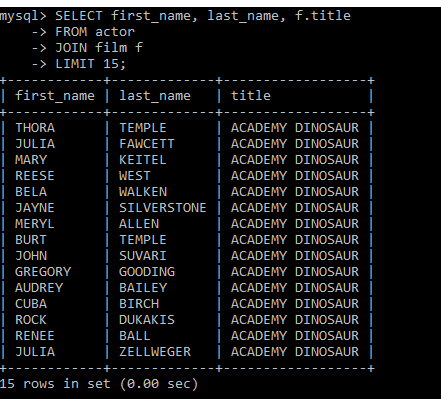 mysql> SELECT first_name, last_name, f.title
    -> FROM actor
    -> JOIN film f
    -> LIMIT 15;
+------------+-------------+------------------+
| first_name | last_name   | title            |
+------------+-------------+------------------+
| THORA      | TEMPLE      | ACADEMY DINOSAUR |
| JULIA      | FAWCETT     | ACADEMY DINOSAUR |
| MARY       | KEITEL      | ACADEMY DINOSAUR |
| REESE      | WEST        | ACADEMY DINOSAUR |
| BELA       | WALKEN      | ACADEMY DINOSAUR |
| JAYNE      | SILVERSTONE | ACADEMY DINOSAUR |
| MERYL      | ALLEN       | ACADEMY DINOSAUR |
| BURT       | TEMPLE      | ACADEMY DINOSAUR |
| JOHN       | SUVARI      | ACADEMY DINOSAUR |
| GREGORY    | GOODING     | ACADEMY DINOSAUR |
| AUDREY     | BAILEY      | ACADEMY DINOSAUR |
| CUBA       | BIRCH       | ACADEMY DINOSAUR |
| ROCK       | DUKAKIS     | ACADEMY DINOSAUR |
| RENEE      | BALL        | ACADEMY DINOSAUR |
| JULIA      | ZELLWEGER   | ACADEMY DINOSAUR |
+------------+-------------+------------------+
15 rows in set (0.00 sec)